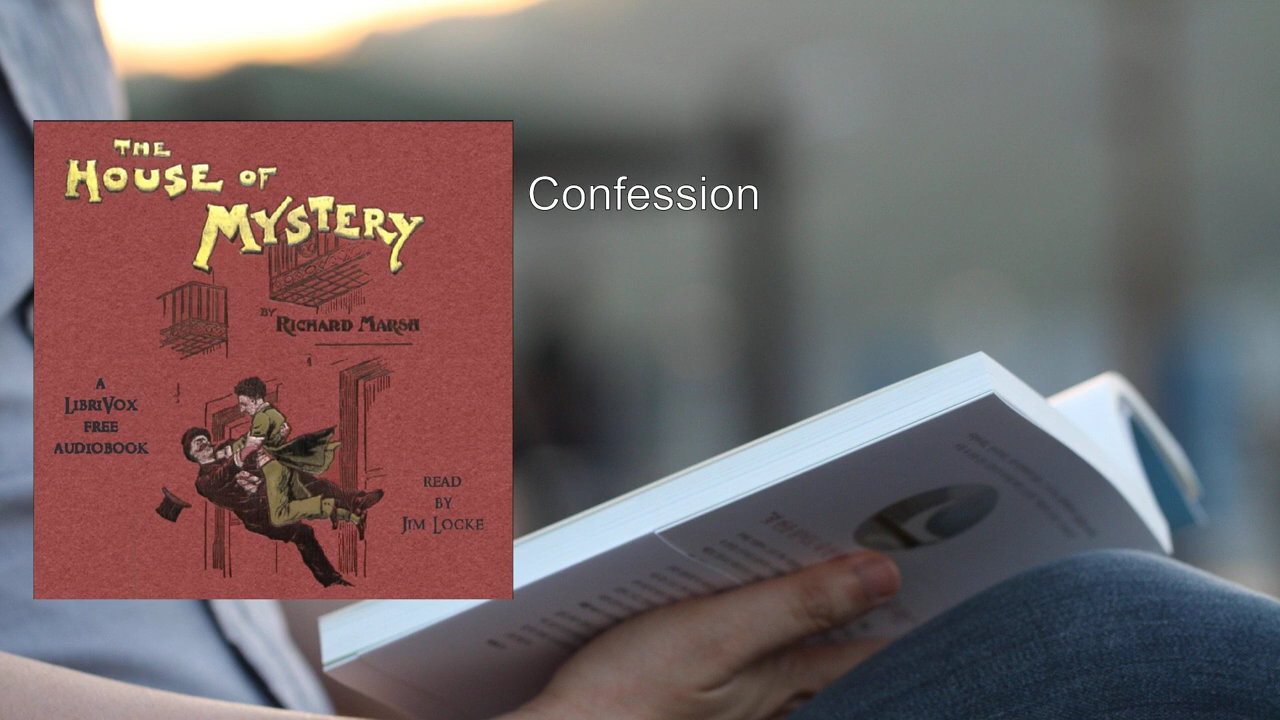 THE
HOUSE OF
MYSTERY
BY RICHARD MARSH
A
LIBRIVOX
FREE
AUDIOBOOK
READ
BY
JIM LOCKE
Confession